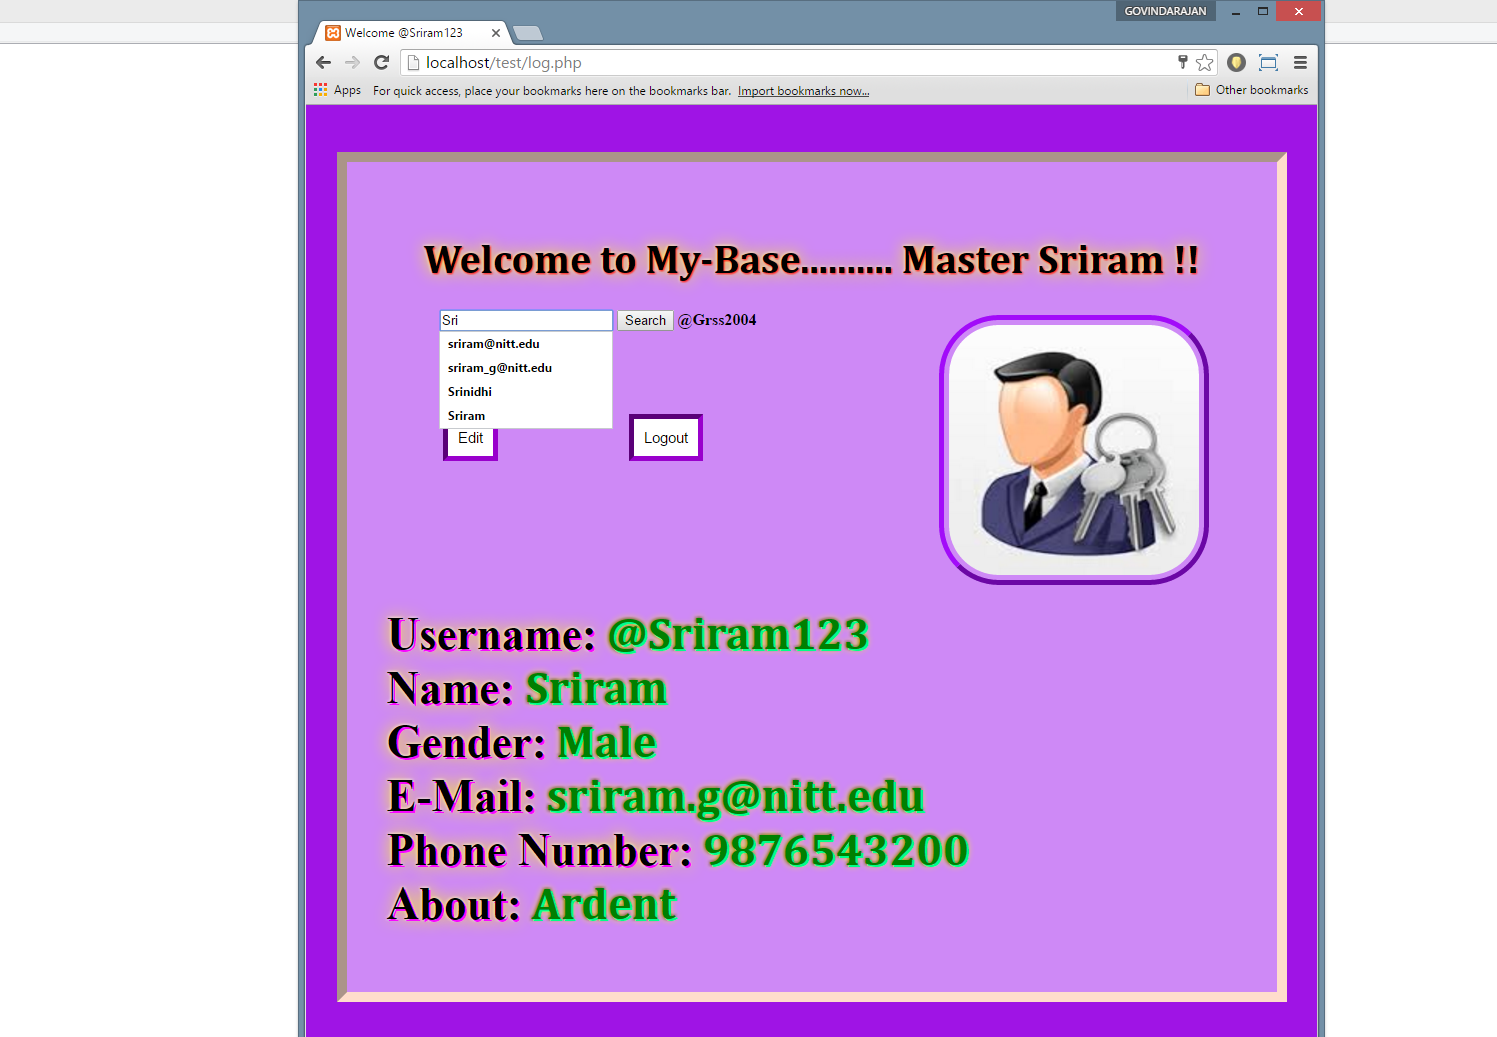 GOVINDARAJAN
Welcome @Sriram123
localhost/test/log.php
Apps For quick access, place your bookmarks here on the bookmarks bar. Import bookmarks now... Other bookmarks
Welcome to My-Base.......... Master Sriram !!
Sri Search @Grss2004
sriram@nitt.edu
sriram_g@nitt.edu
Srinidhi
Sriram
Edit Logout
Username: @Sriram123
Name: Sriram
Gender: Male
E-Mail: sriram.g@nitt.edu
Phone Number: 9876543200
About: Ardent